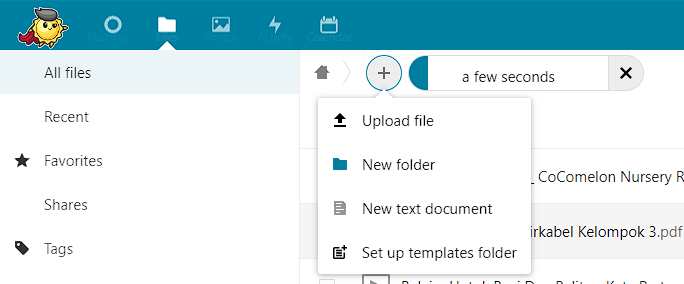 All files
Recent
Favorites
Shares
Tags
a few seconds
Upload file
New folder
New text document
Set up templates folder
CoComelon Nursery R
irkabel Kelompok 3.pdf